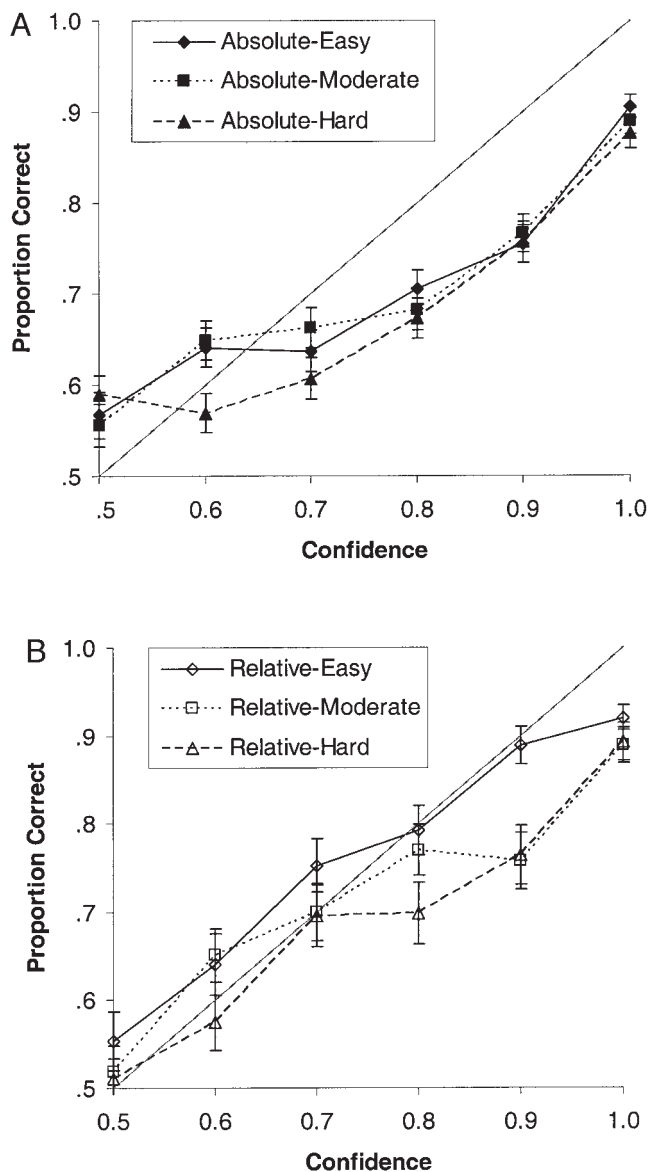 A
1.0
.9
.8
.7
.6
.5
Absolute-Easy
Absolute-Moderate
Absolute-Hard
Proportion Correct
.5 0.6 0.7 0.8 0.9 1.0
Confidence
B
1.0
.9
.8
.7
.6
.5
Relative-Easy
Relative-Moderate
Relative-Hard
Proportion Correct
0.5 0.6 0.7 0.8 0.9 1.0
Confidence